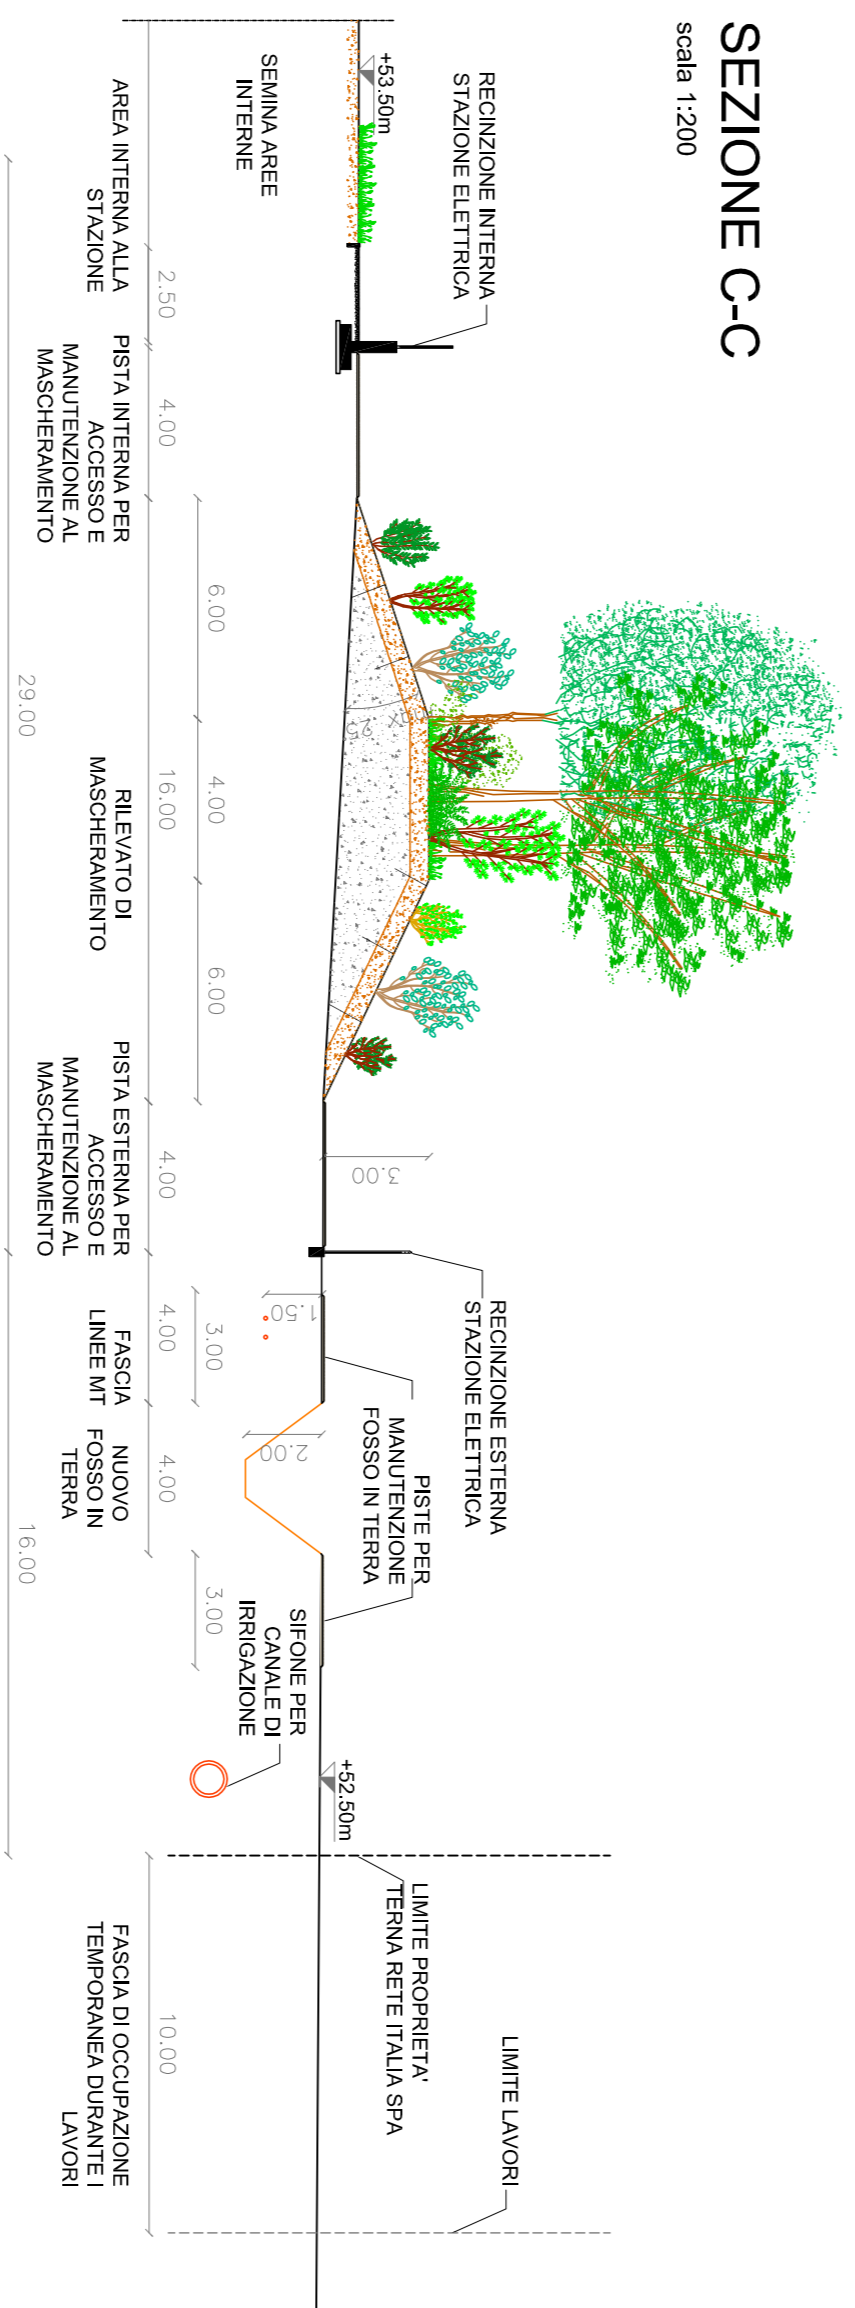 SEZIONE C-C
scala 1:200
RECINZIONE INTERNA
STAZIONE ELETTRICA
+53.50m
SEMINA AREE
INTERNE
RECINZIONE ESTERNA
STAZIONE ELETTRICA
PISTE PER
MANUTENZIONE
FOSSO IN TERRA
SIFONE PER
CANALE DI
IRRIGAZIONE
+52.50m
LIMITE PROPRIETA'
TERNA RETE ITALIA SPA
LIMITE LAVORI
3.00
1.50
2.00
6.00
4.00
6.00
3.00
3.00
2.50
4.00
16.00
4.00
4.00
4.00
10.00
AREA INTERNA ALLA
STAZIONE
PISTA INTERNA PER
ACCESSO E
MANUTENZIONE AL
MASCHERAMENTO
RILEVATO DI
MASCHERAMENTO
PISTA ESTERNA PER
ACCESSO E
MANUTENZIONE AL
MASCHERAMENTO
FASCIA
LINEE MT
NUOVO
FOSSO IN
TERRA
FASCIA DI OCCUPAZIONE
TEMPORANEA DURANTE I
LAVORI
29.00
16.00